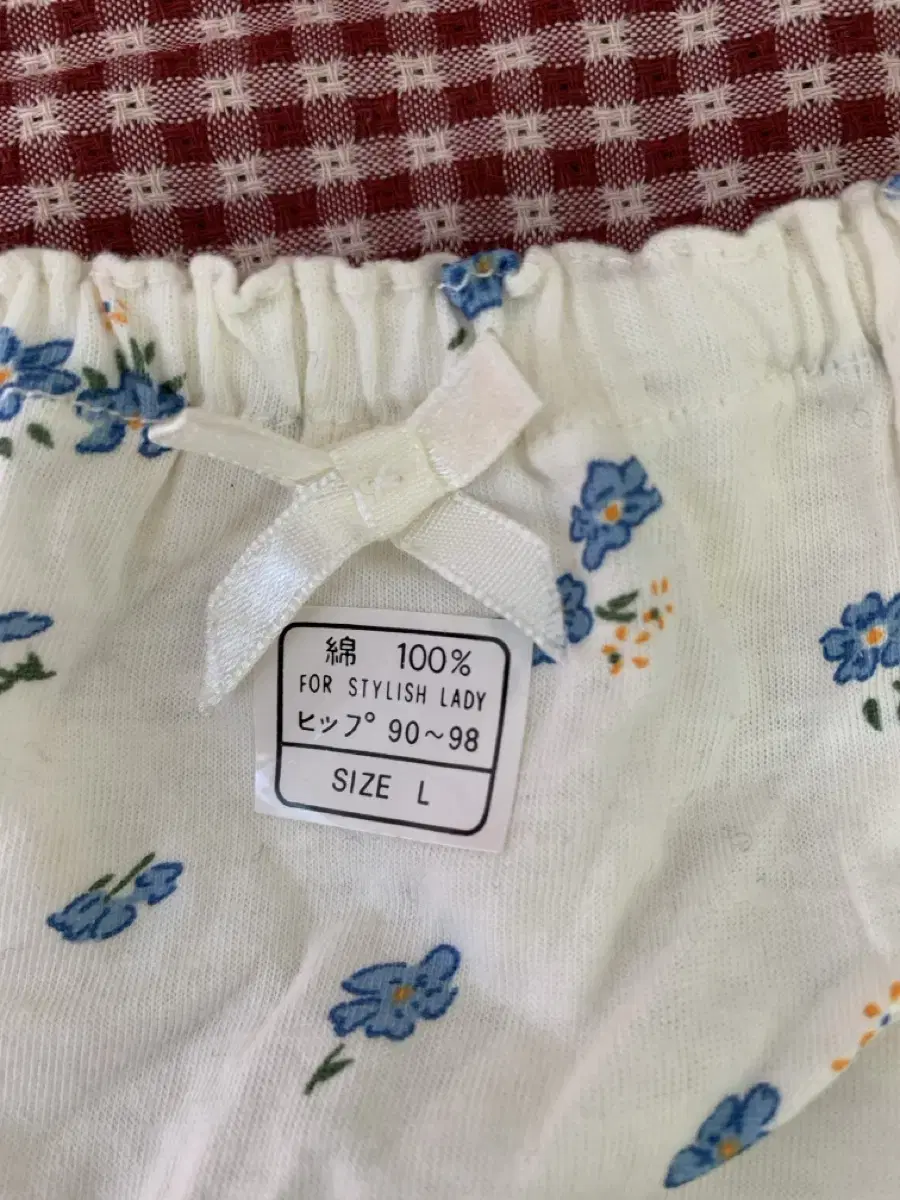 綿 100%
FOR STYLISH LADY
ヒップ 90～98
SIZE L